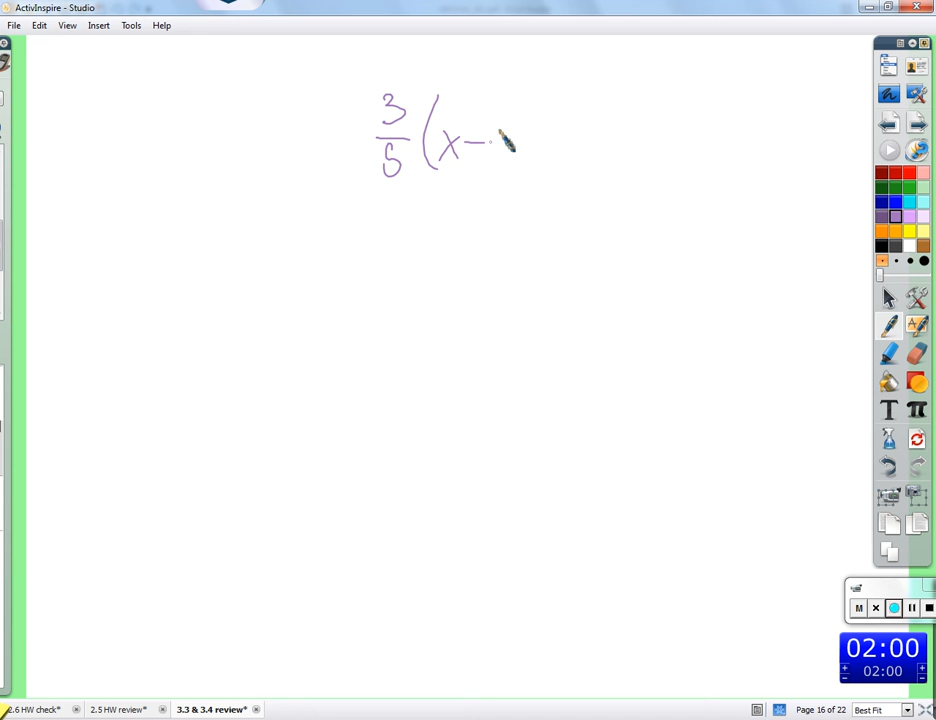 ActivInspire - Studio
File Edit View Insert Tools Help
3/5 (x -
M
02:00
02:00
2.6 HW check* 2.5 HW review* 3.3 & 3.4 review* Page 16 of 22 Best Fit